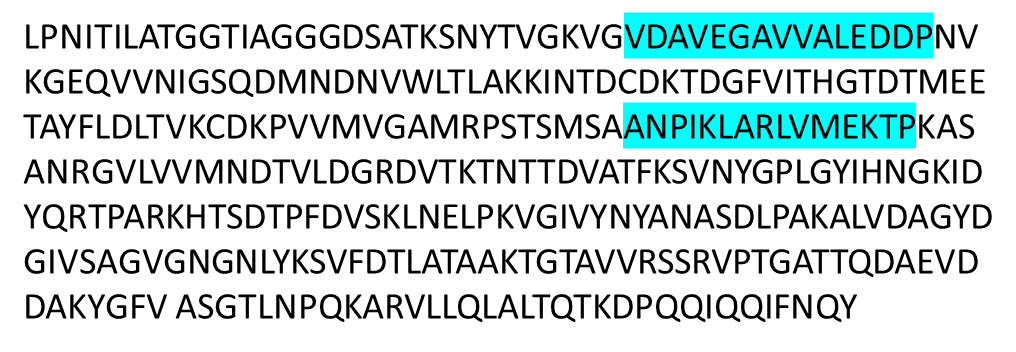 LPNITILATGGTIAGGGDSATKSNYTVGKVGVDAVEGAVVALEDDPNV
KGEQVVNIGSQDMNDNVWLTLAKKINTDCDKTDGFVITHGTDTMEE
TAYFLDLTVKCDKPVVMVGAMRPSTSMSAANPIKLARLVMEKTPKAS
ANRGVLVVMNDTVLDGRDVTKTNTTDVATFKSVNYGPLGYIHNGKID
YQRTPARKHTSDTPFDVSKLNELPKVGIVYNYANASDLPAKALVDAGYD
GIVSAGVGNGNLYKSVFDTLATAAKTGTAVVRSSRVPTGATTQDAEVD
DAKYGFV ASGTLNPQKARVLLQLALTQTKDPQQIQQIFNQY